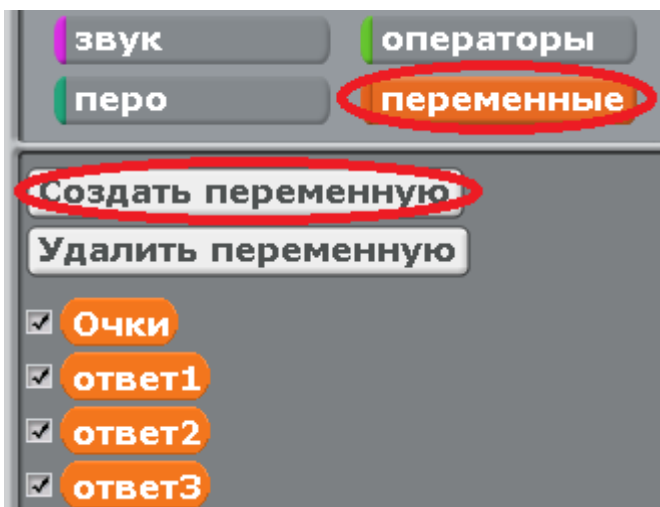 звук операторы
перо переменные
Создать переменную
Удалить переменную
Очки
ответ1
ответ2
ответ3